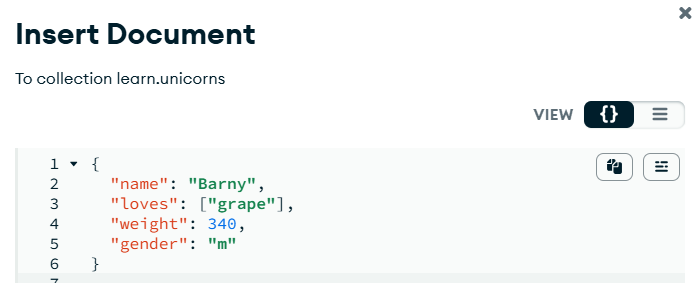 Insert Document
To collection learn.unicorns
VIEW {} 
1 {
2 "name": "Barny",
3 "loves": ["grape"],
4 "weight": 340,
5 "gender": "m"
6 }
7